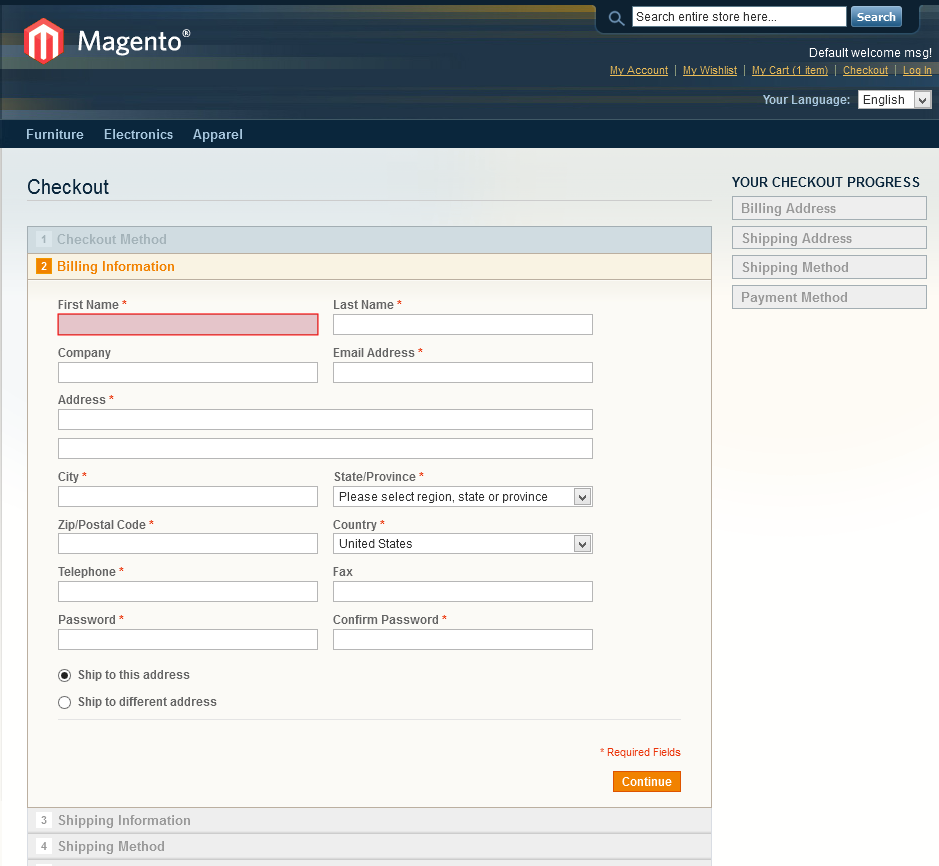 Search entire store here...
Search
Magento®
Default welcome msg!
My Account | My Wishlist | My Cart (1 item) | Checkout | Log In
Your Language: English
Furniture Electronics Apparel
Checkout
1 Checkout Method
2 Billing Information
First Name * Last Name *
Company Email Address *
Address *
City * State/Province *
Please select region, state or province
Zip/Postal Code * Country *
United States
Telephone * Fax
Password * Confirm Password *
Ship to this address
Ship to different address
* Required Fields
Continue
3 Shipping Information
4 Shipping Method
YOUR CHECKOUT PROGRESS
Billing Address
Shipping Address
Shipping Method
Payment Method